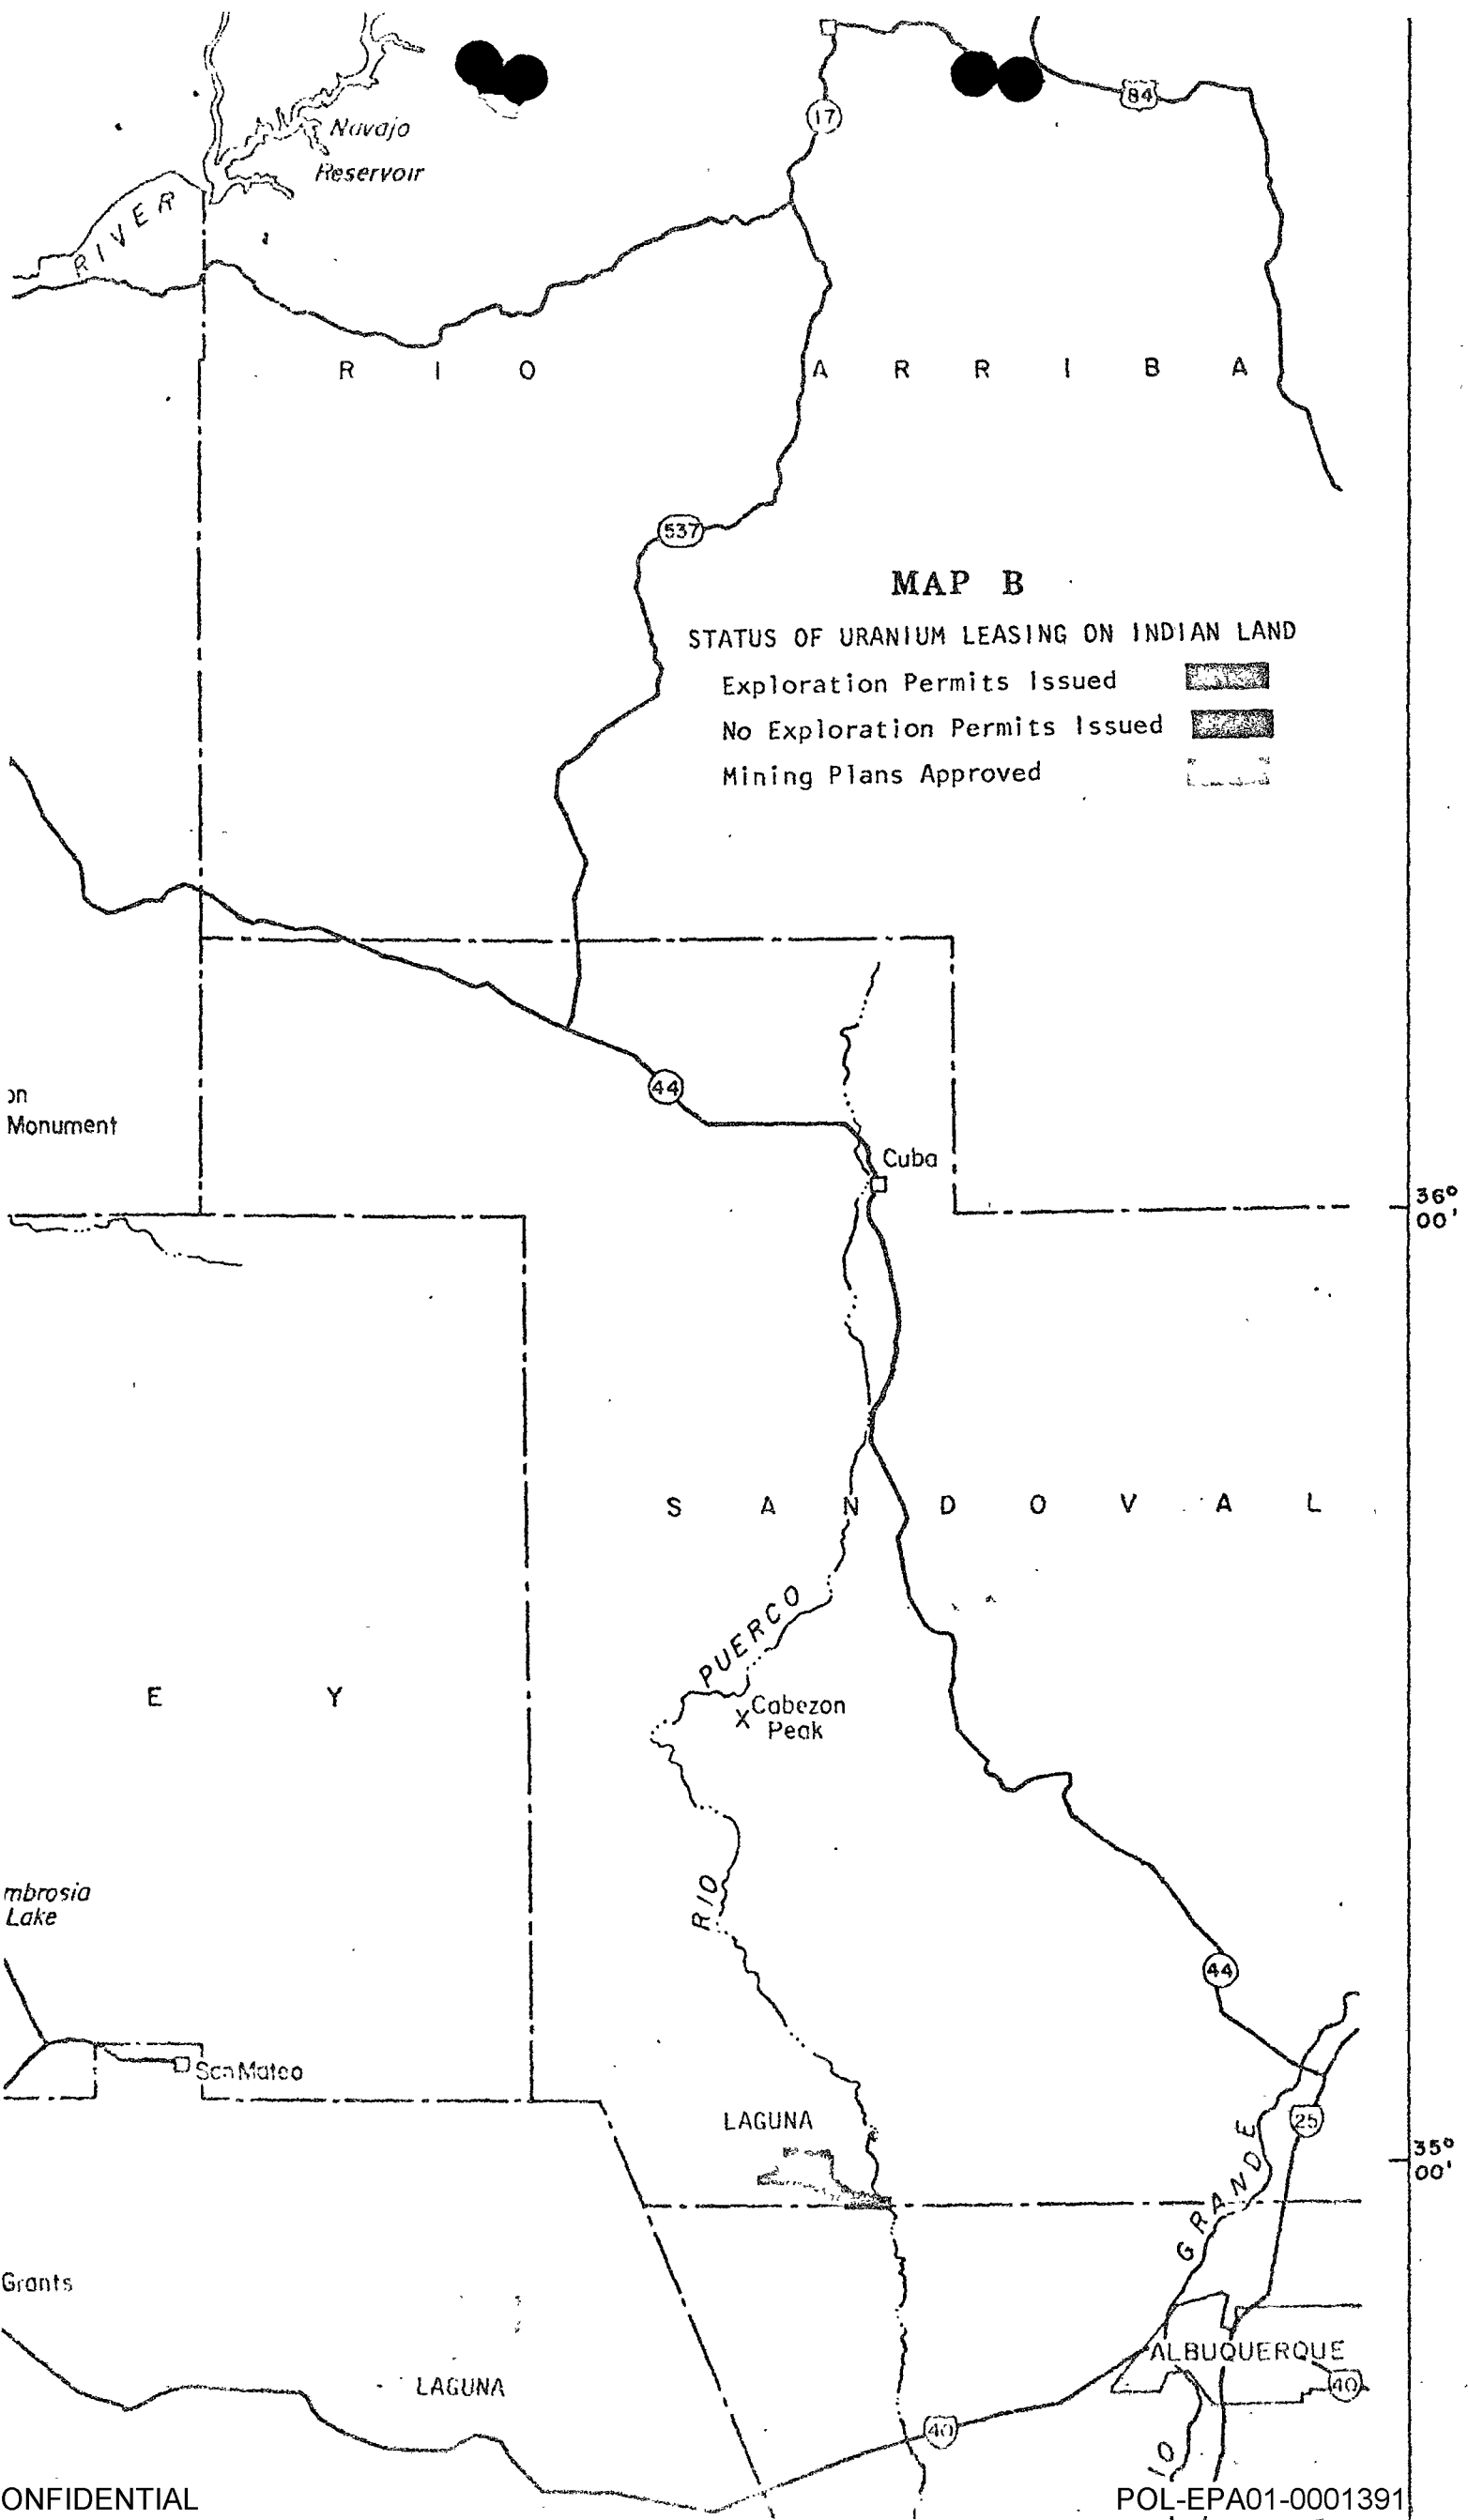 84
17
Navajo
Reservoir
RIVER
R I O A R R I B A
537
MAP B
STATUS OF URANIUM LEASING ON INDIAN LAND
Exploration Permits Issued
No Exploration Permits Issued
Mining Plans Approved
44
on
Monument
Cuba
36°
00'
S A N D O V A L
PUERCO
E Y
Cabezon
Peak
mbrosia
Lake
RIO
44
San Mateo
25
LAGUNA
35°
00'
GRANDE
Grants
ALBUQUERQUE
40
LAGUNA
40
IO
ONFIDENTIAL
POL-EPA01-0001391